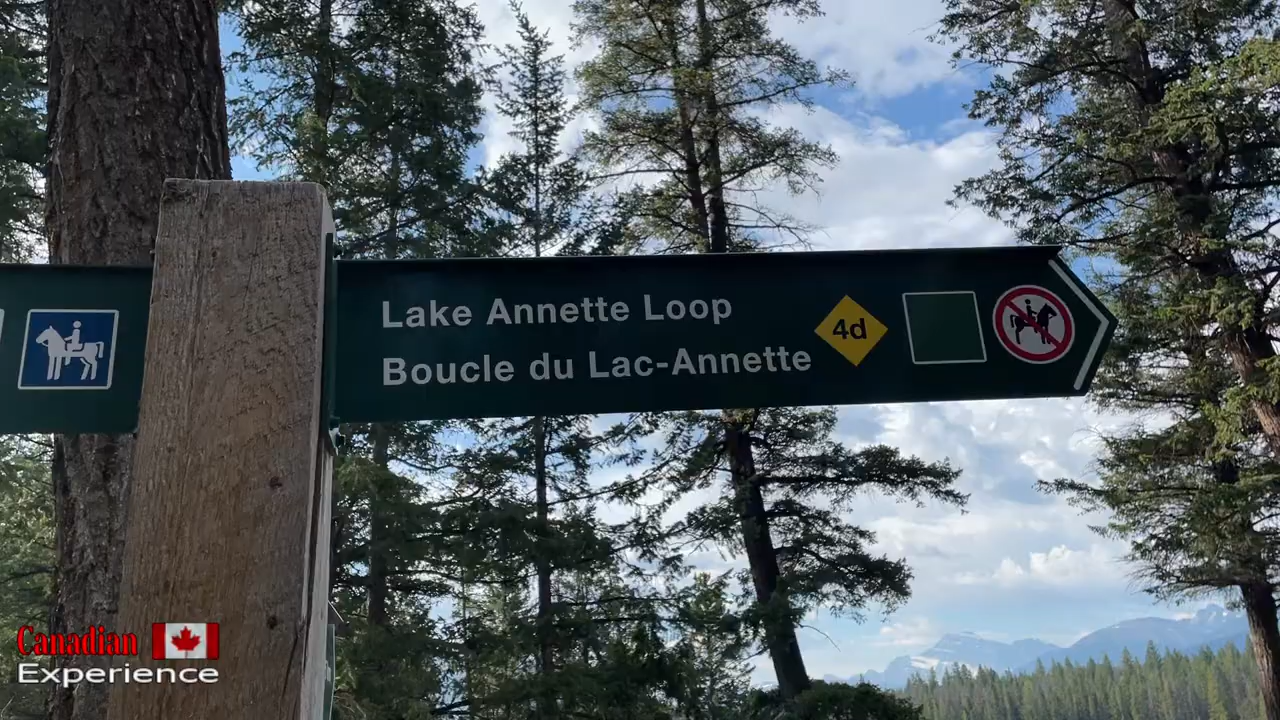 Lake Annette Loop
Boucle du Lac-Annette
4d
Canadian
Experience